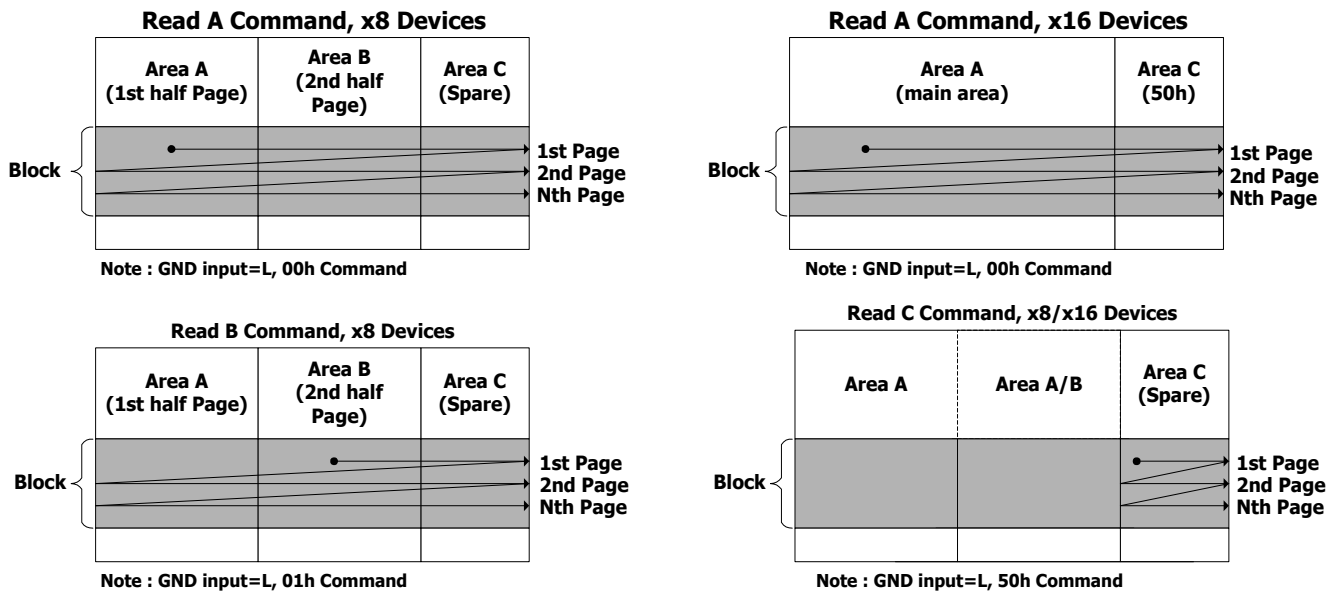 Read A Command, x8 Devices
Area A
(1st half Page)
Area B
(2nd half
Page)
Area C
(Spare)
Block
1st Page
2nd Page
Nth Page
Note : GND input=L, 00h Command
Read A Command, x16 Devices
Area A
(main area)
Area C
(50h)
Block
1st Page
2nd Page
Nth Page
Note : GND input=L, 00h Command
Read B Command, x8 Devices
Area A
(1st half Page)
Area B
(2nd half
Page)
Area C
(Spare)
Block
1st Page
2nd Page
Nth Page
Note : GND input=L, 01h Command
Read C Command, x8/x16 Devices
Area A
Area A/B
Area C
(Spare)
Block
1st Page
2nd Page
Nth Page
Note : GND input=L, 50h Command